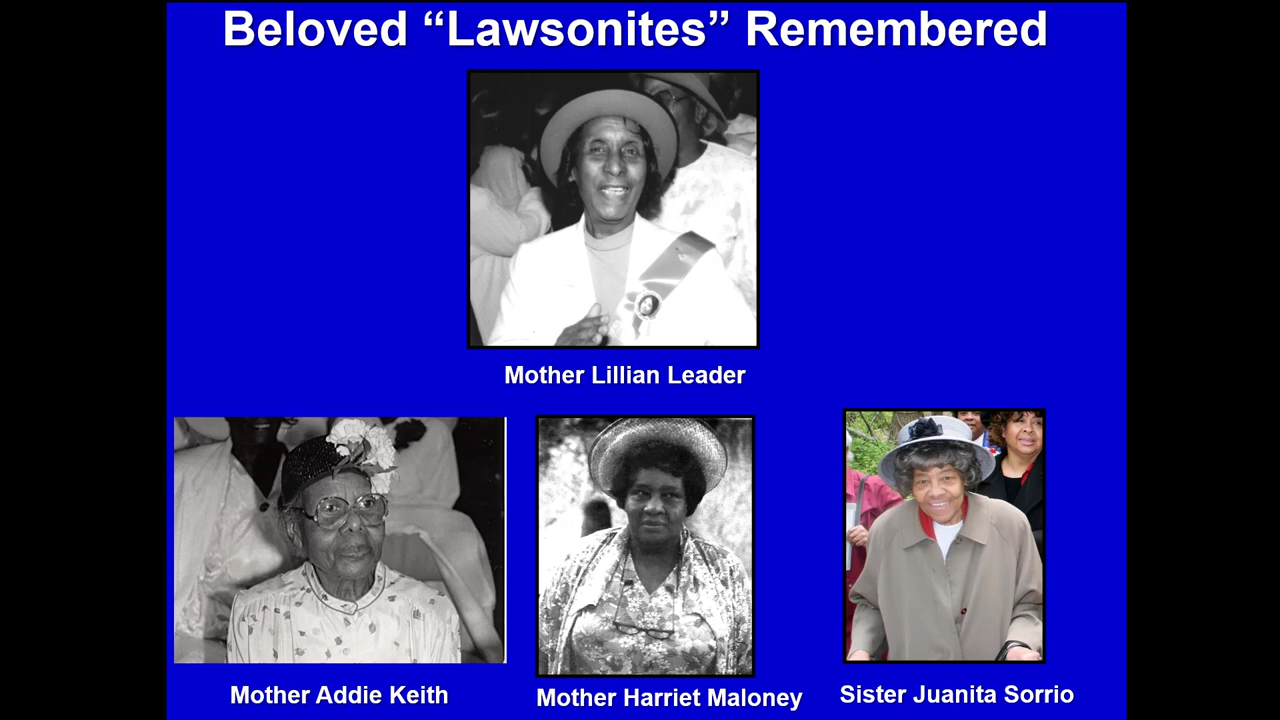 Beloved “Lawsonites” Remembered
Mother Lillian Leader
Mother Addie Keith
Mother Harriet Maloney
Sister Juanita Sorrio